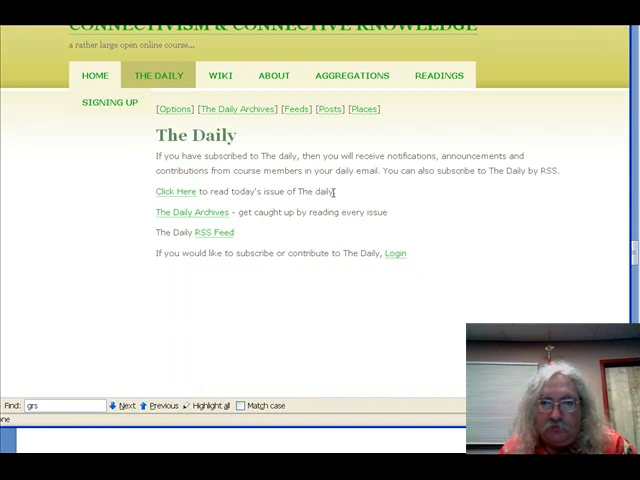 CONNECTIVISM & CONNECTIVE KNOWLEDGE
a rather large open online course...
HOME THE DAILY WIKI ABOUT AGGREGATIONS READINGS
SIGNING UP
[Options] [The Daily Archives] [Feeds] [Posts] [Places]
The Daily
If you have subscribed to The daily, then you will receive notifications, announcements and
contributions from course members in your daily email. You can also subscribe to The Daily by RSS.
Click Here to read today's issue of The daily
The Daily Archives - get caught up by reading every issue
The Daily RSS Feed
If you would like to subscribe or contribute to The Daily, Login
Find: grs Next Previous Highlight all Match case
one